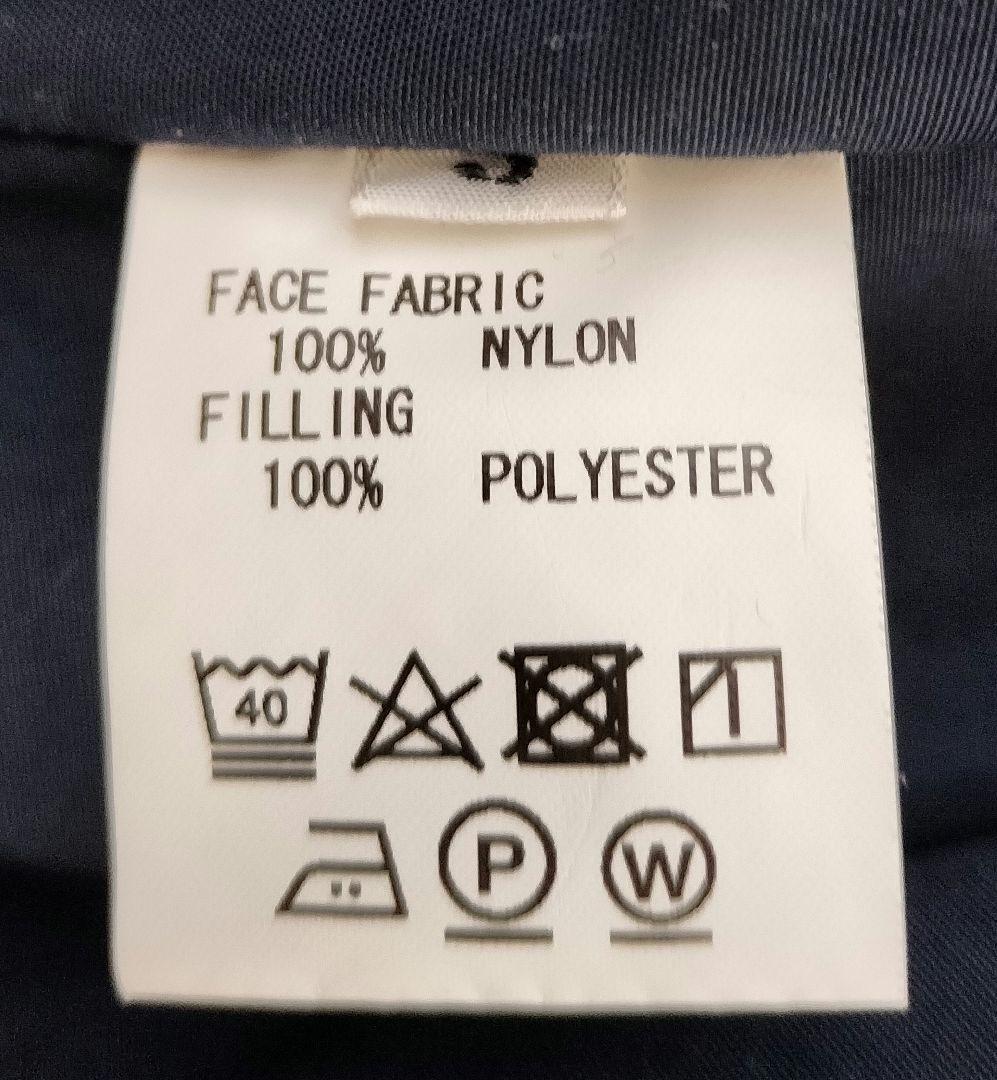 FACE FABRIC
100% NYLON
FILLING
100% POLYESTER
40
P
W